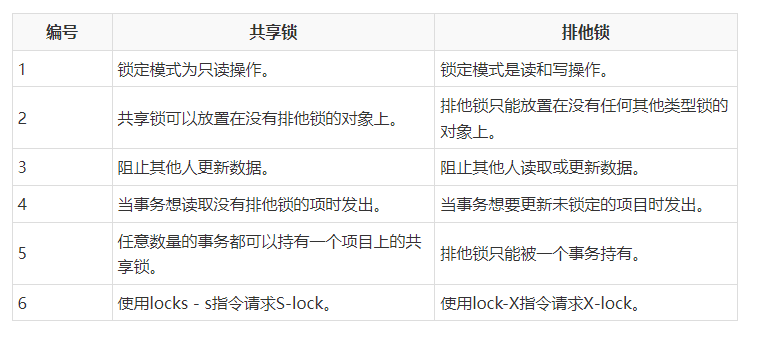 编号 共享锁 排他锁
1 锁定模式为只读操作。 锁定模式是读和写操作。
2 共享锁可以放置在没有排他锁的对象上。 排他锁只能放置在没有任何其他类型锁的
对象上。
3 阻止其他人更新数据。 阻止其他人读取或更新数据。
4 当事务想读取没有排他锁的项时发出。 当事务想要更新未锁定的项目时发出。
5 任意数量的事务都可以持有一个项目上的共
享锁。 排他锁只能被一个事务持有。
6 使用locks - s指令请求S-lock。 使用lock-X指令请求X-lock。